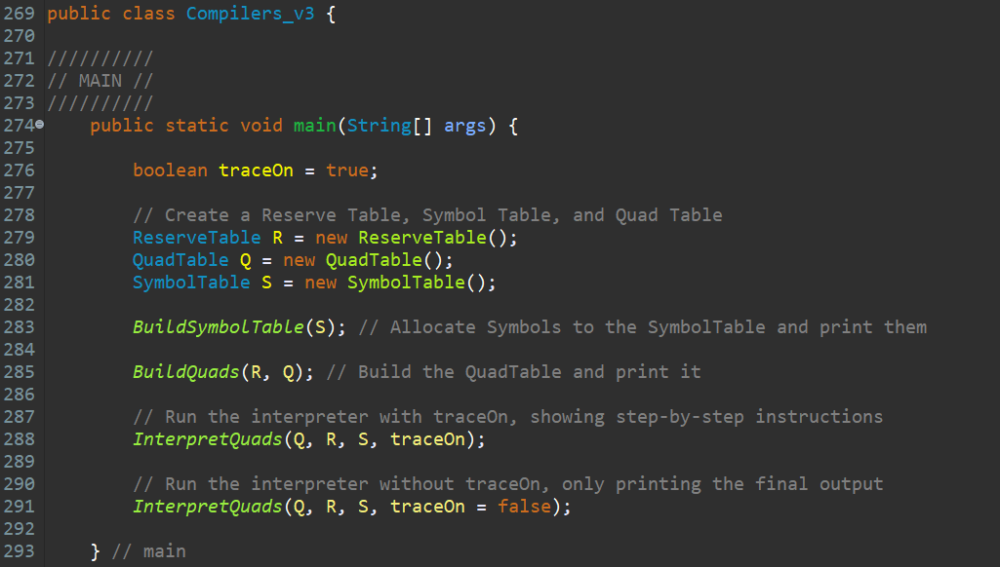 269 public class Compilers_v3 {
270
271 //////////
272 // MAIN //
273 //////////
274 public static void main(String[] args) {
275
276 boolean traceOn = true;
277
278 // Create a Reserve Table, Symbol Table, and Quad Table
279 ReserveTable R = new ReserveTable();
280 QuadTable Q = new QuadTable();
281 SymbolTable S = new SymbolTable();
282
283 BuildSymbolTable(S); // Allocate Symbols to the SymbolTable and print them
284
285 BuildQuads(R, Q); // Build the QuadTable and print it
286
287 // Run the interpreter with traceOn, showing step-by-step instructions
288 InterpretQuads(Q, R, S, traceOn);
289
290 // Run the interpreter without traceOn, only printing the final output
291 InterpretQuads(Q, R, S, traceOn = false);
292
293 } // main